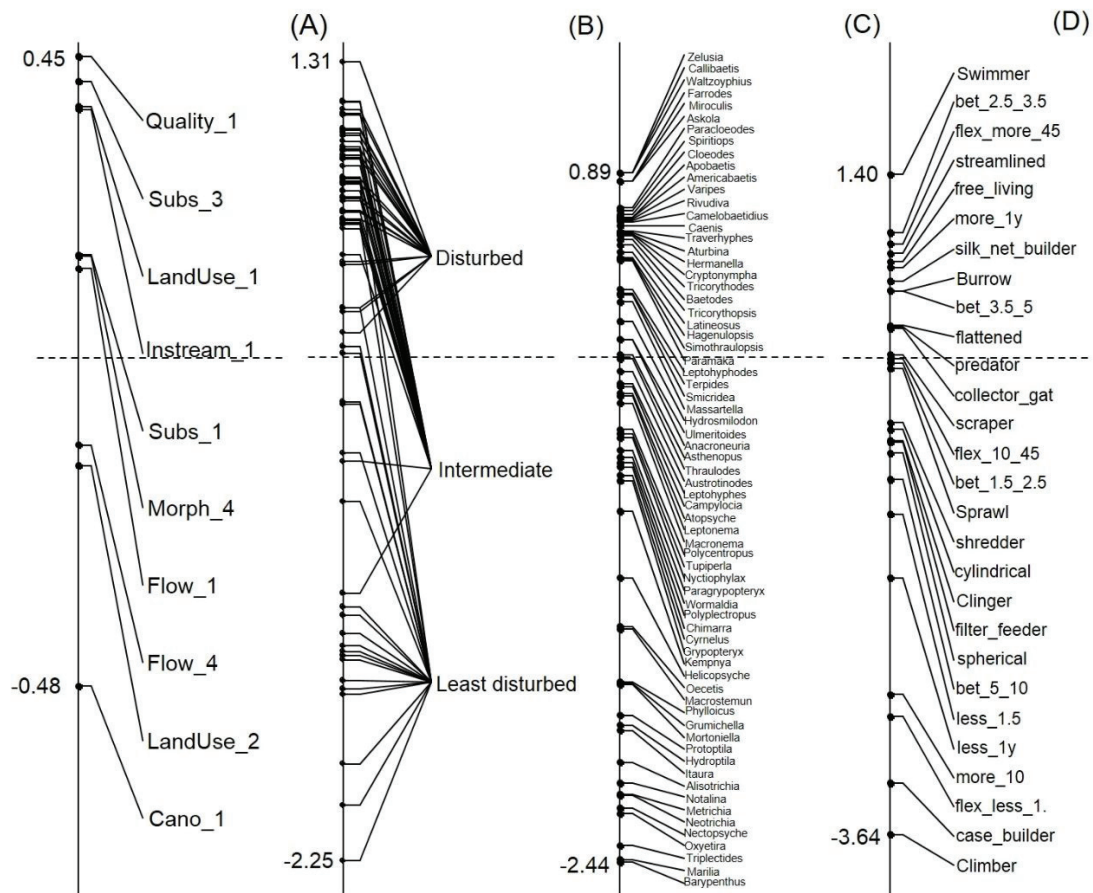 (A)
0.45
Quality_1
Subs_3
LandUse_1
Instream_1
Subs_1
Morph_4
Flow_1
Flow_4
-0.48
LandUse_2
Cano_1
(B)
1.31
Disturbed
Intermediate
Least disturbed
-2.25
(C)
0.89
Zelusia
Callibaetis
Waltzoyphius
Farrodes
Miroculis
Askola
Paracloeodes
Spiritiops
Cloeodes
Apobaetis
Americabaetis
Varipes
Rivudiva
Camelobaetidius
Caenis
Traverhyphes
Aturbina
Hermanella
Cryptonympha
Tricorythodes
Baetodes
Tricorythopsis
Latineosus
Hagenulopsis
Simothraulopsis
Paramaka
Leptohyphodes
Terpides
Smicridea
Massartella
Hydrosmilodon
Ulmeritoides
Anacroneuria
Asthenopus
Thraulodes
Austrotinodes
Leptohyphes
Campylocia
Atopsyche
Leptonema
Macronema
Polycentropus
Tupiperla
Nyctiophylax
Paragrypopteryx
Wormaldia
Polyplectropus
Chimarra
Cyrnelus
Grypopteryx
Kempnya
Helicopsyche
Oecetis
Macrostemun
Phylloicus
Grumichella
Mortoniella
Protoptila
Hydroptila
Itaura
Alisotrichia
Notalina
Metrichia
Neotrichia
Nectopsyche
Oxyetira
Triplectides
Marilia
Barypenthus
-2.44
(D)
1.40
Swimmer
bet_2.5_3.5
flex_more_45
streamlined
free_living
more_1y
silk_net_builder
Burrow
bet_3.5_5
flattened
predator
collector_gat
scraper
flex_10_45
bet_1.5_2.5
Sprawl
shredder
cylindrical
Clinger
filter_feeder
spherical
bet_5_10
less_1.5
less_1y
more_10
flex_less_1.
case_builder
-3.64
Climber